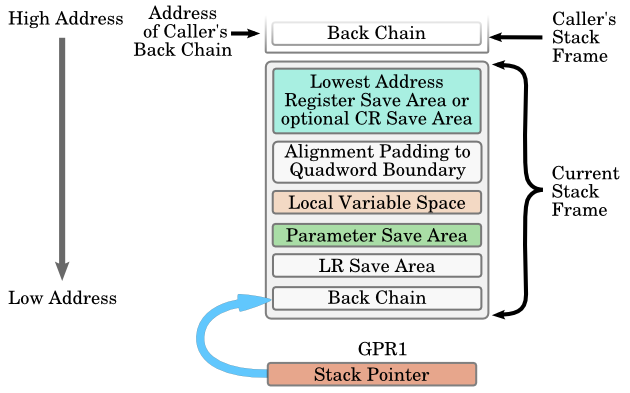 High Address
Address
of Caller's
Back Chain
Back Chain
Caller's
Stack
Frame
Lowest Address
Register Save Area or
optional CR Save Area
Alignment Padding to
Quadword Boundary
Local Variable Space
Parameter Save Area
LR Save Area
Back Chain
Current
Stack
Frame
Low Address
GPR1
Stack Pointer